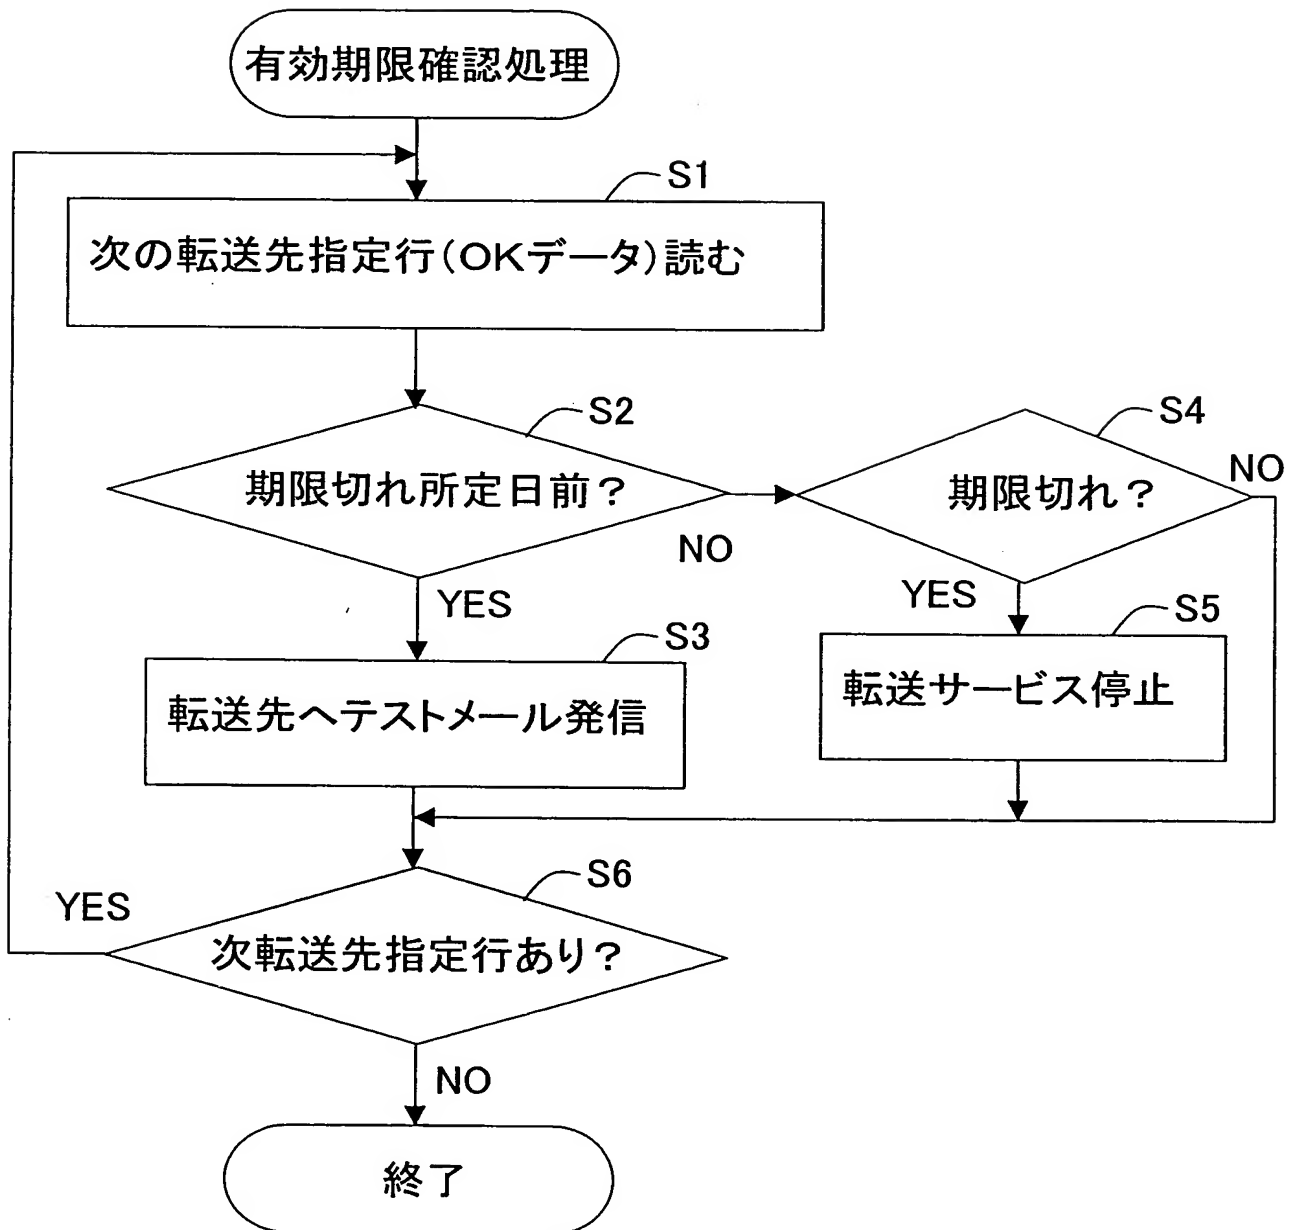 有効期限確認処理
S1
次の転送先指定行(OKデータ)読む
S2
期限切れ所定日前?
NO
YES
S4
期限切れ?
NO
YES
S3
転送先へテストメール発信
S5
転送サービス停止
S6
次転送先指定行あり?
YES
NO
終了